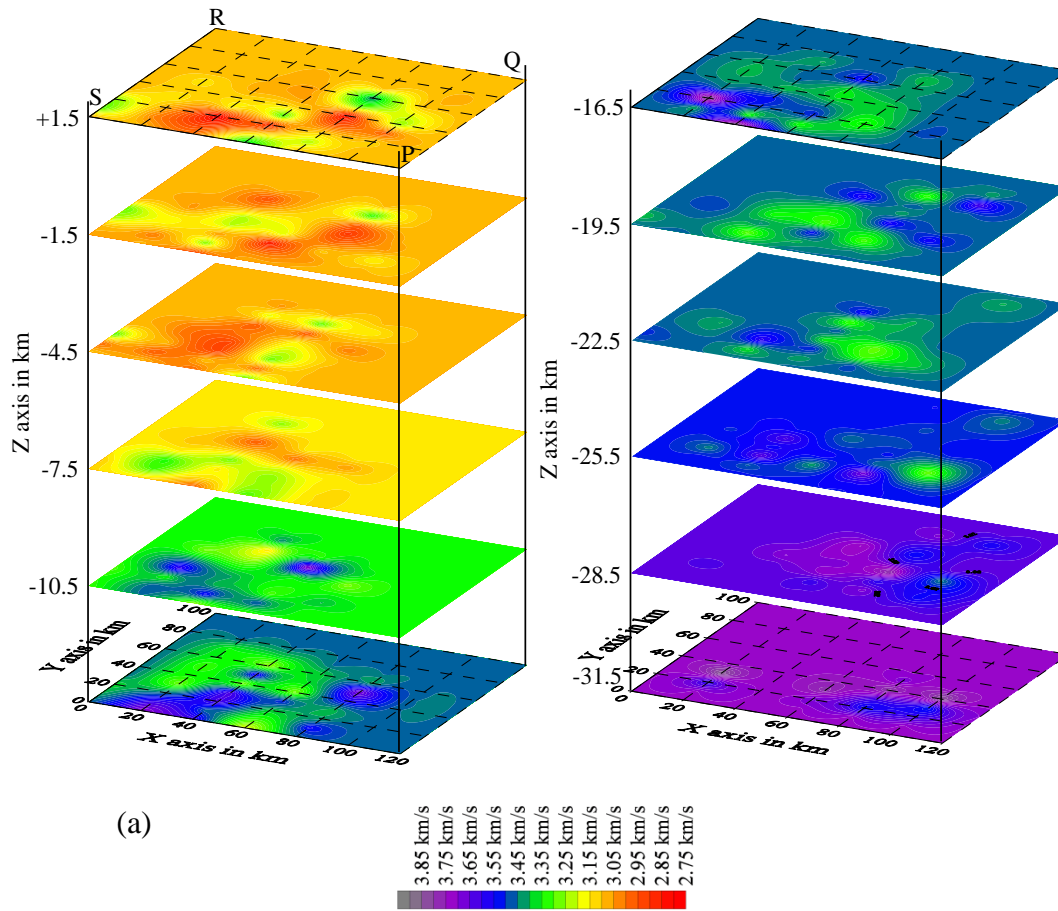 R
Q
S
P
+1.5
-1.5
-4.5
-7.5
-10.5
Z axis in km
100
80
60
40
20
0
Y axis in km
0
20
40
60
80
100
120
X axis in km
-16.5
-19.5
-22.5
-25.5
-28.5
-31.5
Z axis in km
100
80
60
40
20
0
Y axis in km
0
20
40
60
80
100
120
X axis in km
(a)
3.85 km/s
3.75 km/s
3.65 km/s
3.55 km/s
3.45 km/s
3.35 km/s
3.25 km/s
3.15 km/s
3.05 km/s
2.95 km/s
2.85 km/s
2.75 km/s